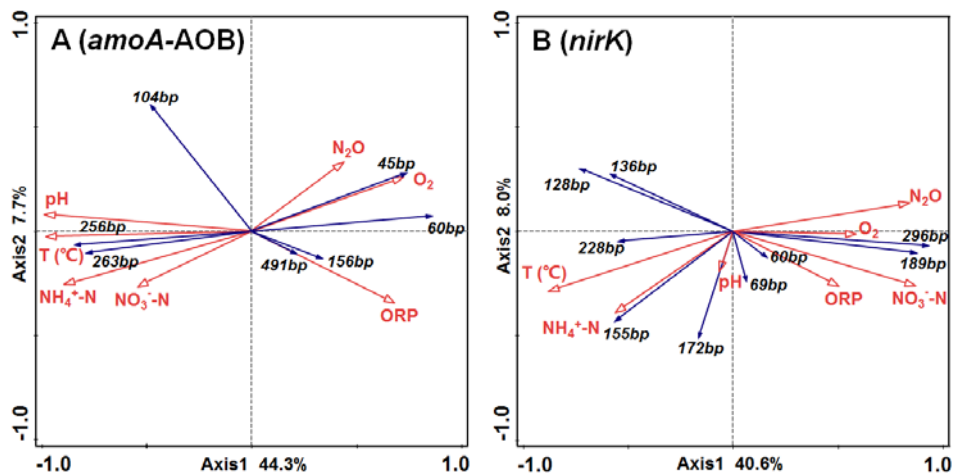 A (amoA-AOB)
1.0
104bp
N₂O
45bp
O₂
pH
256bp
60bp
T (℃)
263bp
491bp
156bp
NH₄⁺-N
NO₃⁻-N
ORP
Axis2 7.7%
-1.0
-1.0
Axis1 44.3%
1.0
B (nirK)
1.0
136bp
128bp
N₂O
O₂
296bp
228bp
60bp
189bp
T (℃)
pH
69bp
ORP
NO₃⁻-N
NH₄⁺-N
155bp
172bp
Axis2 8.0%
-1.0
-1.0
Axis1 40.6%
1.0